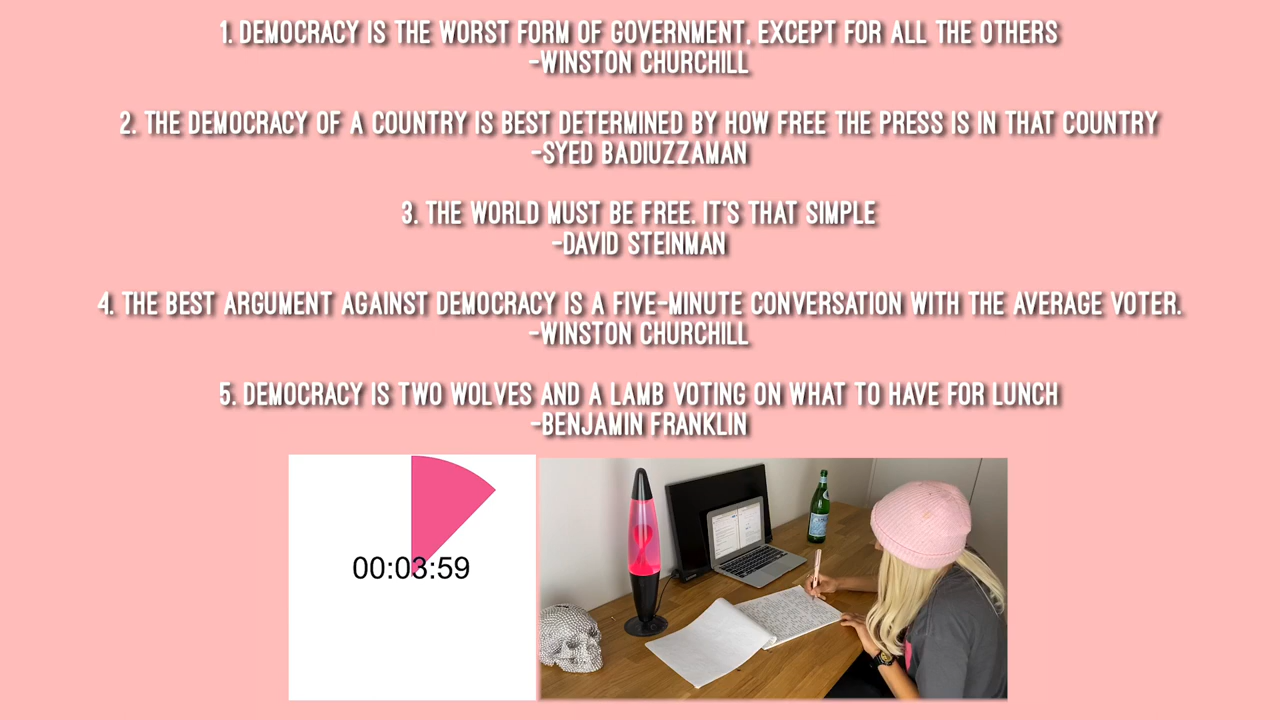 1. DEMOCRACY IS THE WORST FORM OF GOVERNMENT, EXCEPT FOR ALL THE OTHERS
-WINSTON CHURCHILL
2. THE DEMOCRACY OF A COUNTRY IS BEST DETERMINED BY HOW FREE THE PRESS IS IN THAT COUNTRY
-SYED BADIUZZAMAN
3. THE WORLD MUST BE FREE. IT'S THAT SIMPLE
-DAVID STEINMAN
4. THE BEST ARGUMENT AGAINST DEMOCRACY IS A FIVE-MINUTE CONVERSATION WITH THE AVERAGE VOTER.
-WINSTON CHURCHILL
5. DEMOCRACY IS TWO WOLVES AND A LAMB VOTING ON WHAT TO HAVE FOR LUNCH
-BENJAMIN FRANKLIN
00:03:59